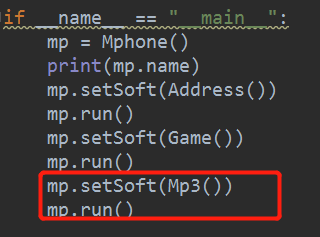 if __name__ == "__main__":
    mp = Mphone()
    print(mp.name)
    mp.setSoft(Address())
    mp.run()
    mp.setSoft(Game())
    mp.run()
    mp.setSoft(Mp3())
    mp.run()